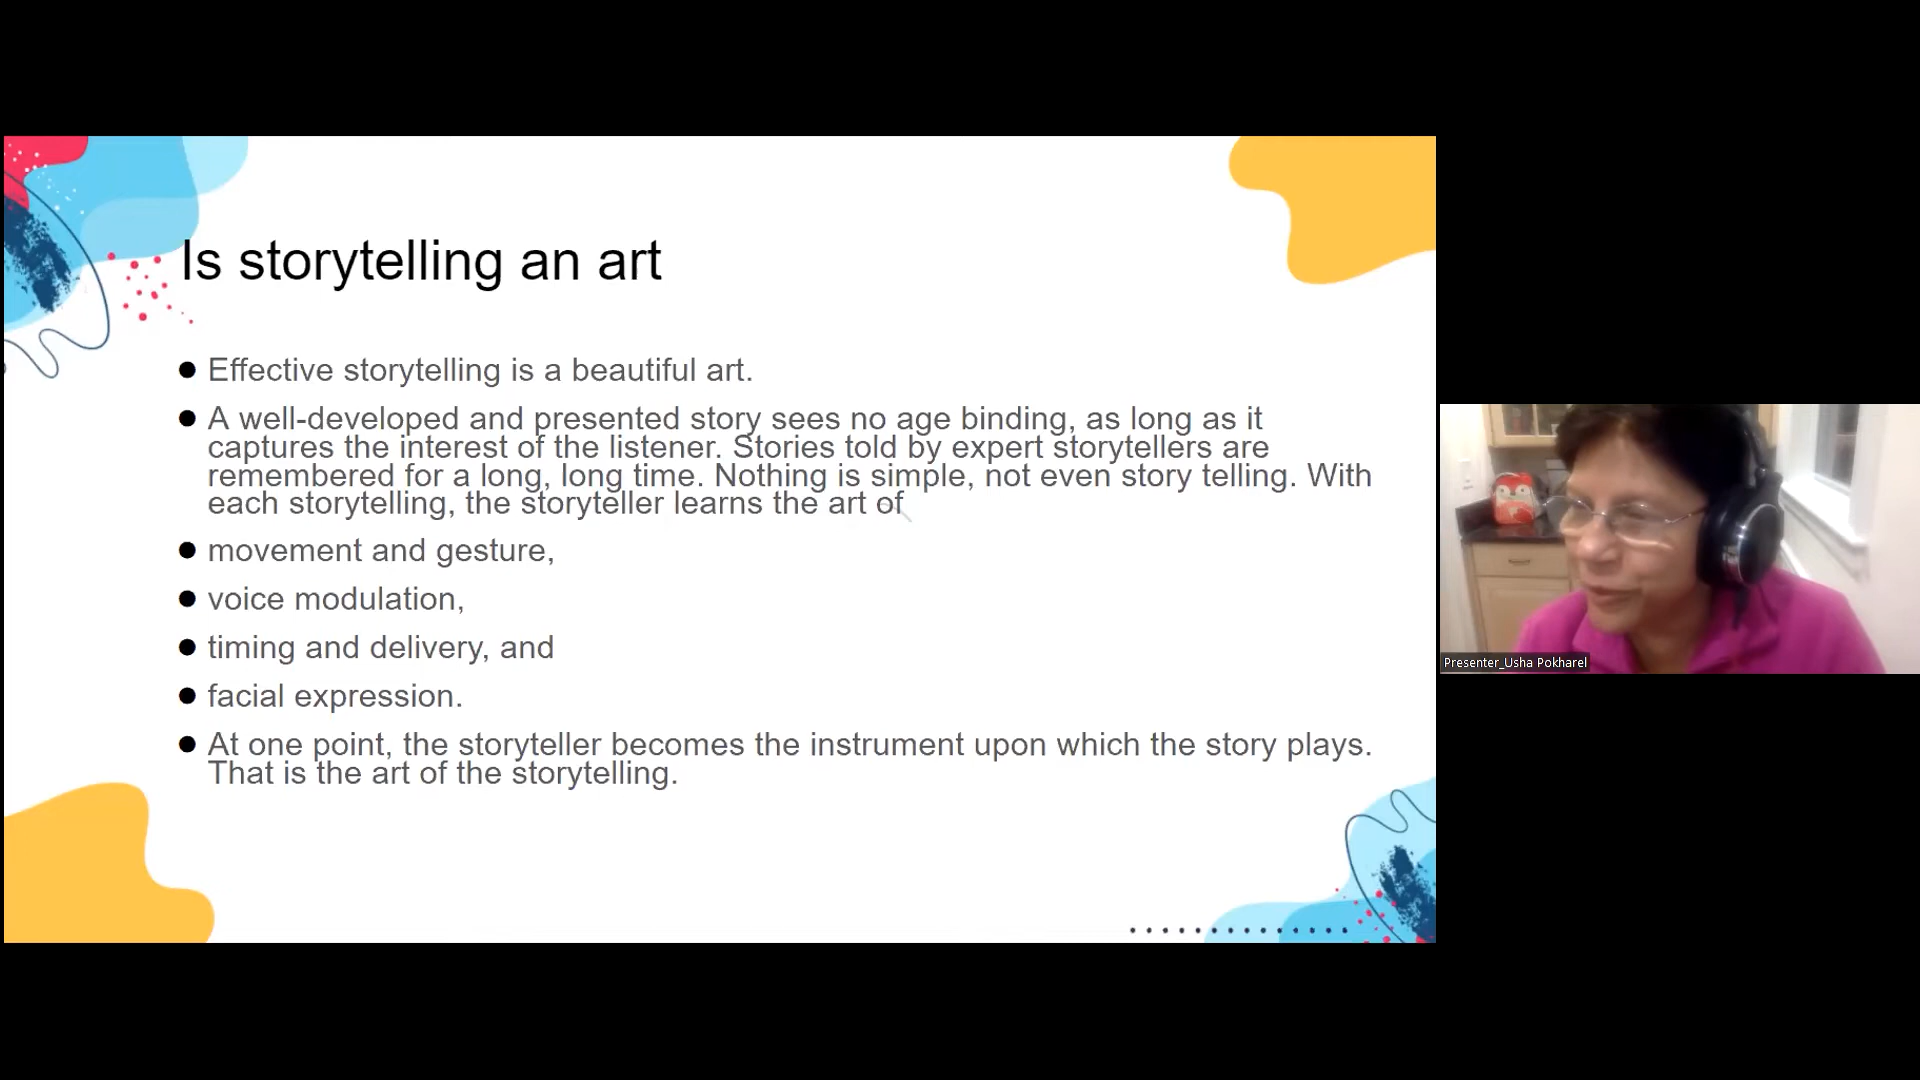 Is storytelling an art
Effective storytelling is a beautiful art.
A well-developed and presented story sees no age binding, as long as it
captures the interest of the listener. Stories told by expert storytellers are
remembered for a long, long time. Nothing is simple, not even story telling. With
each storytelling, the storyteller learns the art of
movement and gesture,
voice modulation,
timing and delivery, and
facial expression.
At one point, the storyteller becomes the instrument upon which the story plays.
That is the art of the storytelling.
Presenter_Usha Pokharel